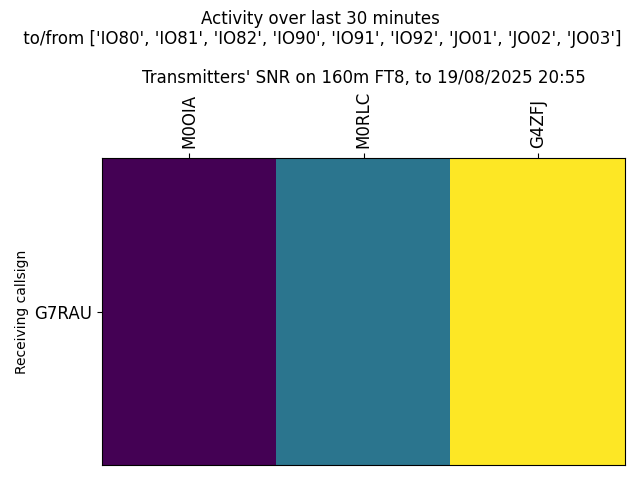 Activity over last 30 minutes
to/from ['IO80', 'IO81', 'IO82', 'IO90', 'IO91', 'IO92', 'JO01', 'JO02', 'JO03']
Transmitters' SNR on 160m FT8, to 19/08/2025 20:55
M0OIA
M0RLC
G4ZFJ
Receiving callsign
G7RAU